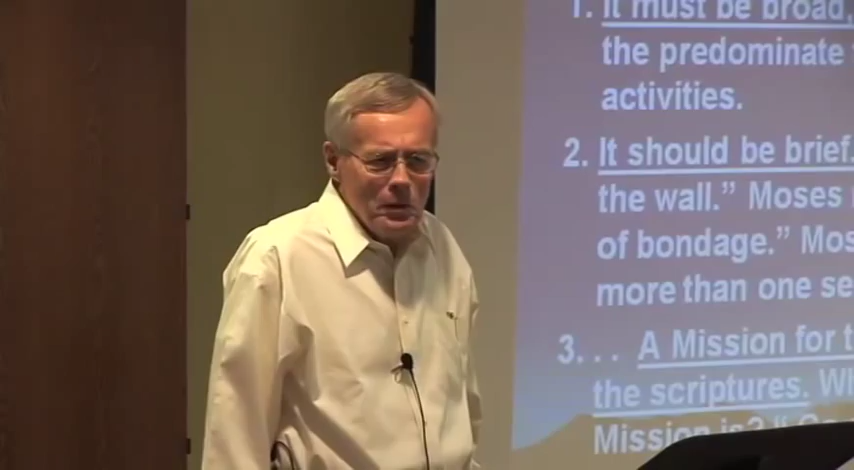 1. It must be broad,
the predominate
activities.
2. It should be brief.
the wall.” Moses
of bondage.” Mos
more than one se
3. . . A Mission for t
the scriptures. Wh
Mission is?